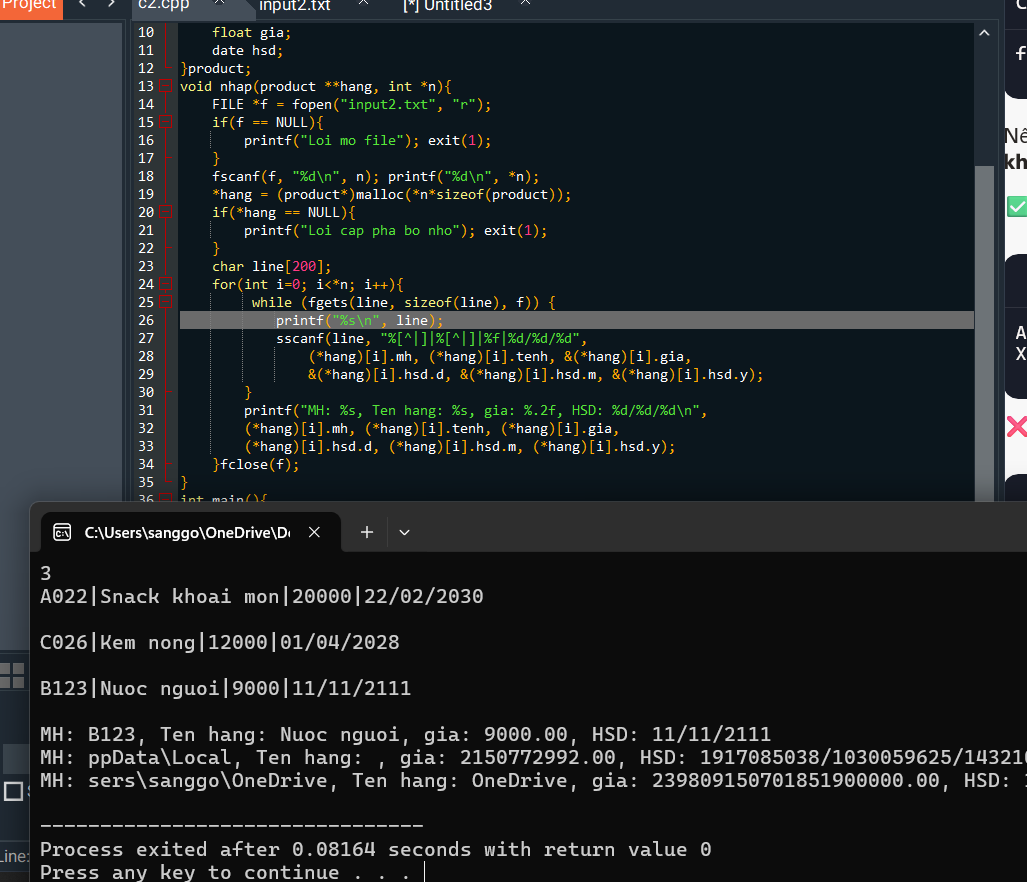 Project
c2.cpp
input2.txt
[*] Untitled3
10 float gia;
11 date hsd;
12 }product;
13 void nhap(product **hang, int *n){
14 FILE *f = fopen("input2.txt", "r");
15 if(f == NULL){
16 printf("Loi mo file"); exit(1);
17 }
18 fscanf(f, "%d\n", n); printf("%d\n", *n);
19 *hang = (product*)malloc(*n*sizeof(product));
20 if(*hang == NULL){
21 printf("Loi cap pha bo nho"); exit(1);
22 }
23 char line[200];
24 for(int i=0; i<*n; i++){
25 while (fgets(line, sizeof(line), f)) {
26 printf("%s\n", line);
27 sscanf(line, "%[^|]|%[^|]|%f|%d/%d/%d",
28 (*hang)[i].mh, (*hang)[i].tenh, &(*hang)[i].gia,
29 &(*hang)[i].hsd.d, &(*hang)[i].hsd.m, &(*hang)[i].hsd.y);
30 }
31 printf("MH: %s, Ten hang: %s, gia: %.2f, HSD: %d/%d/%d\n",
32 (*hang)[i].mh, (*hang)[i].tenh, (*hang)[i].gia,
33 (*hang)[i].hsd.d, (*hang)[i].hsd.m, (*hang)[i].hsd.y);
34 }fclose(f);
35 }
36 int main(){
C:\Users\sanggo\OneDrive\D
3
A022|Snack khoai mon|20000|22/02/2030
C026|Kem nong|12000|01/04/2028
B123|Nuoc nguoi|9000|11/11/2111
MH: B123, Ten hang: Nuoc nguoi, gia: 9000.00, HSD: 11/11/2111
MH: ppData\Local, Ten hang: , gia: 2150772992.00, HSD: 1917085038/1030059625/14321
MH: sers\sanggo\OneDrive, Ten hang: OneDrive, gia: 239809150701851900000.00, HSD:
--------------------------------
Process exited after 0.08164 seconds with return value 0
Press any key to continue . . .
Line: